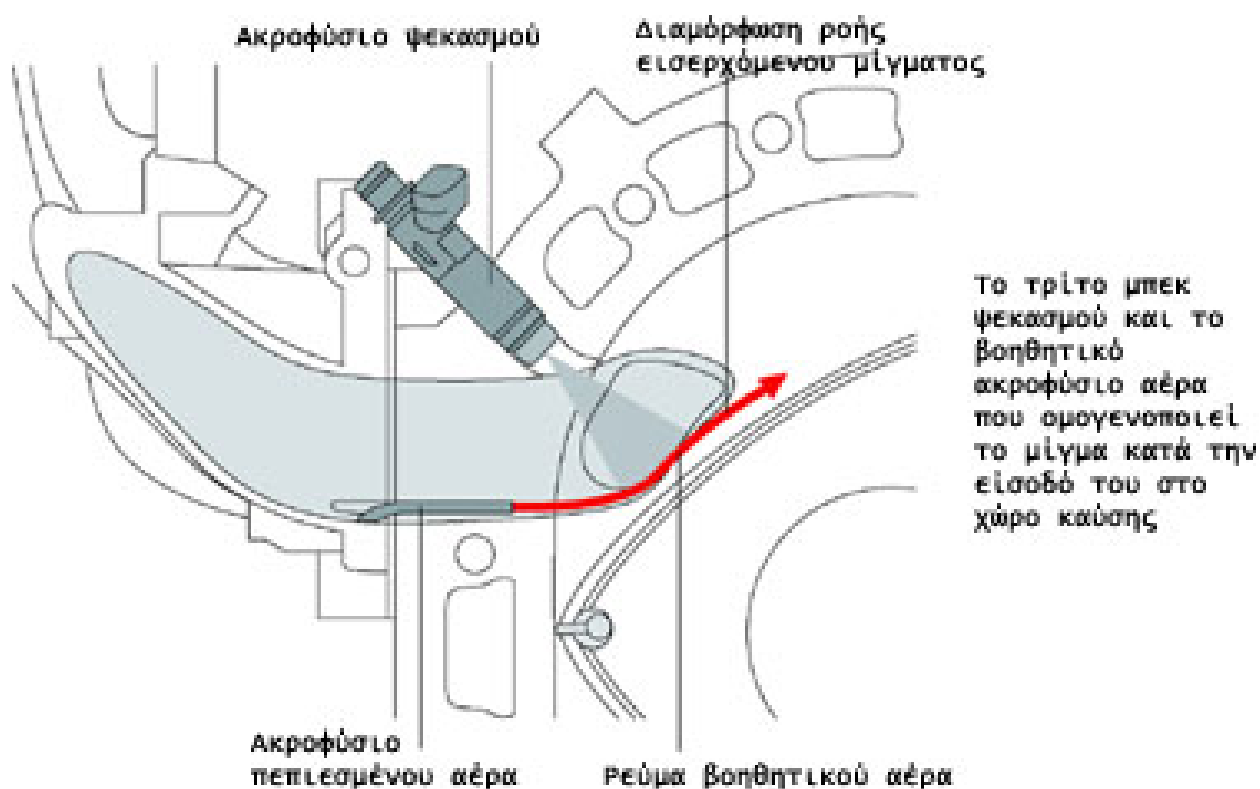 Ακροφύσιο ψεκασμού
Διαμόρφωση ροής
εισερχόμενου μίγματος
Το τρίτο μπεκ
ψεκασμού και το
βοηθητικό
ακροφύσιο αέρα
που ομογενοποιεί
το μίγμα κατά την
είσοδό του στο
χώρο καύσης
Ακροφύσιο
πεπιεσμένου αέρα
Ρεύμα βοηθητικού αέρα